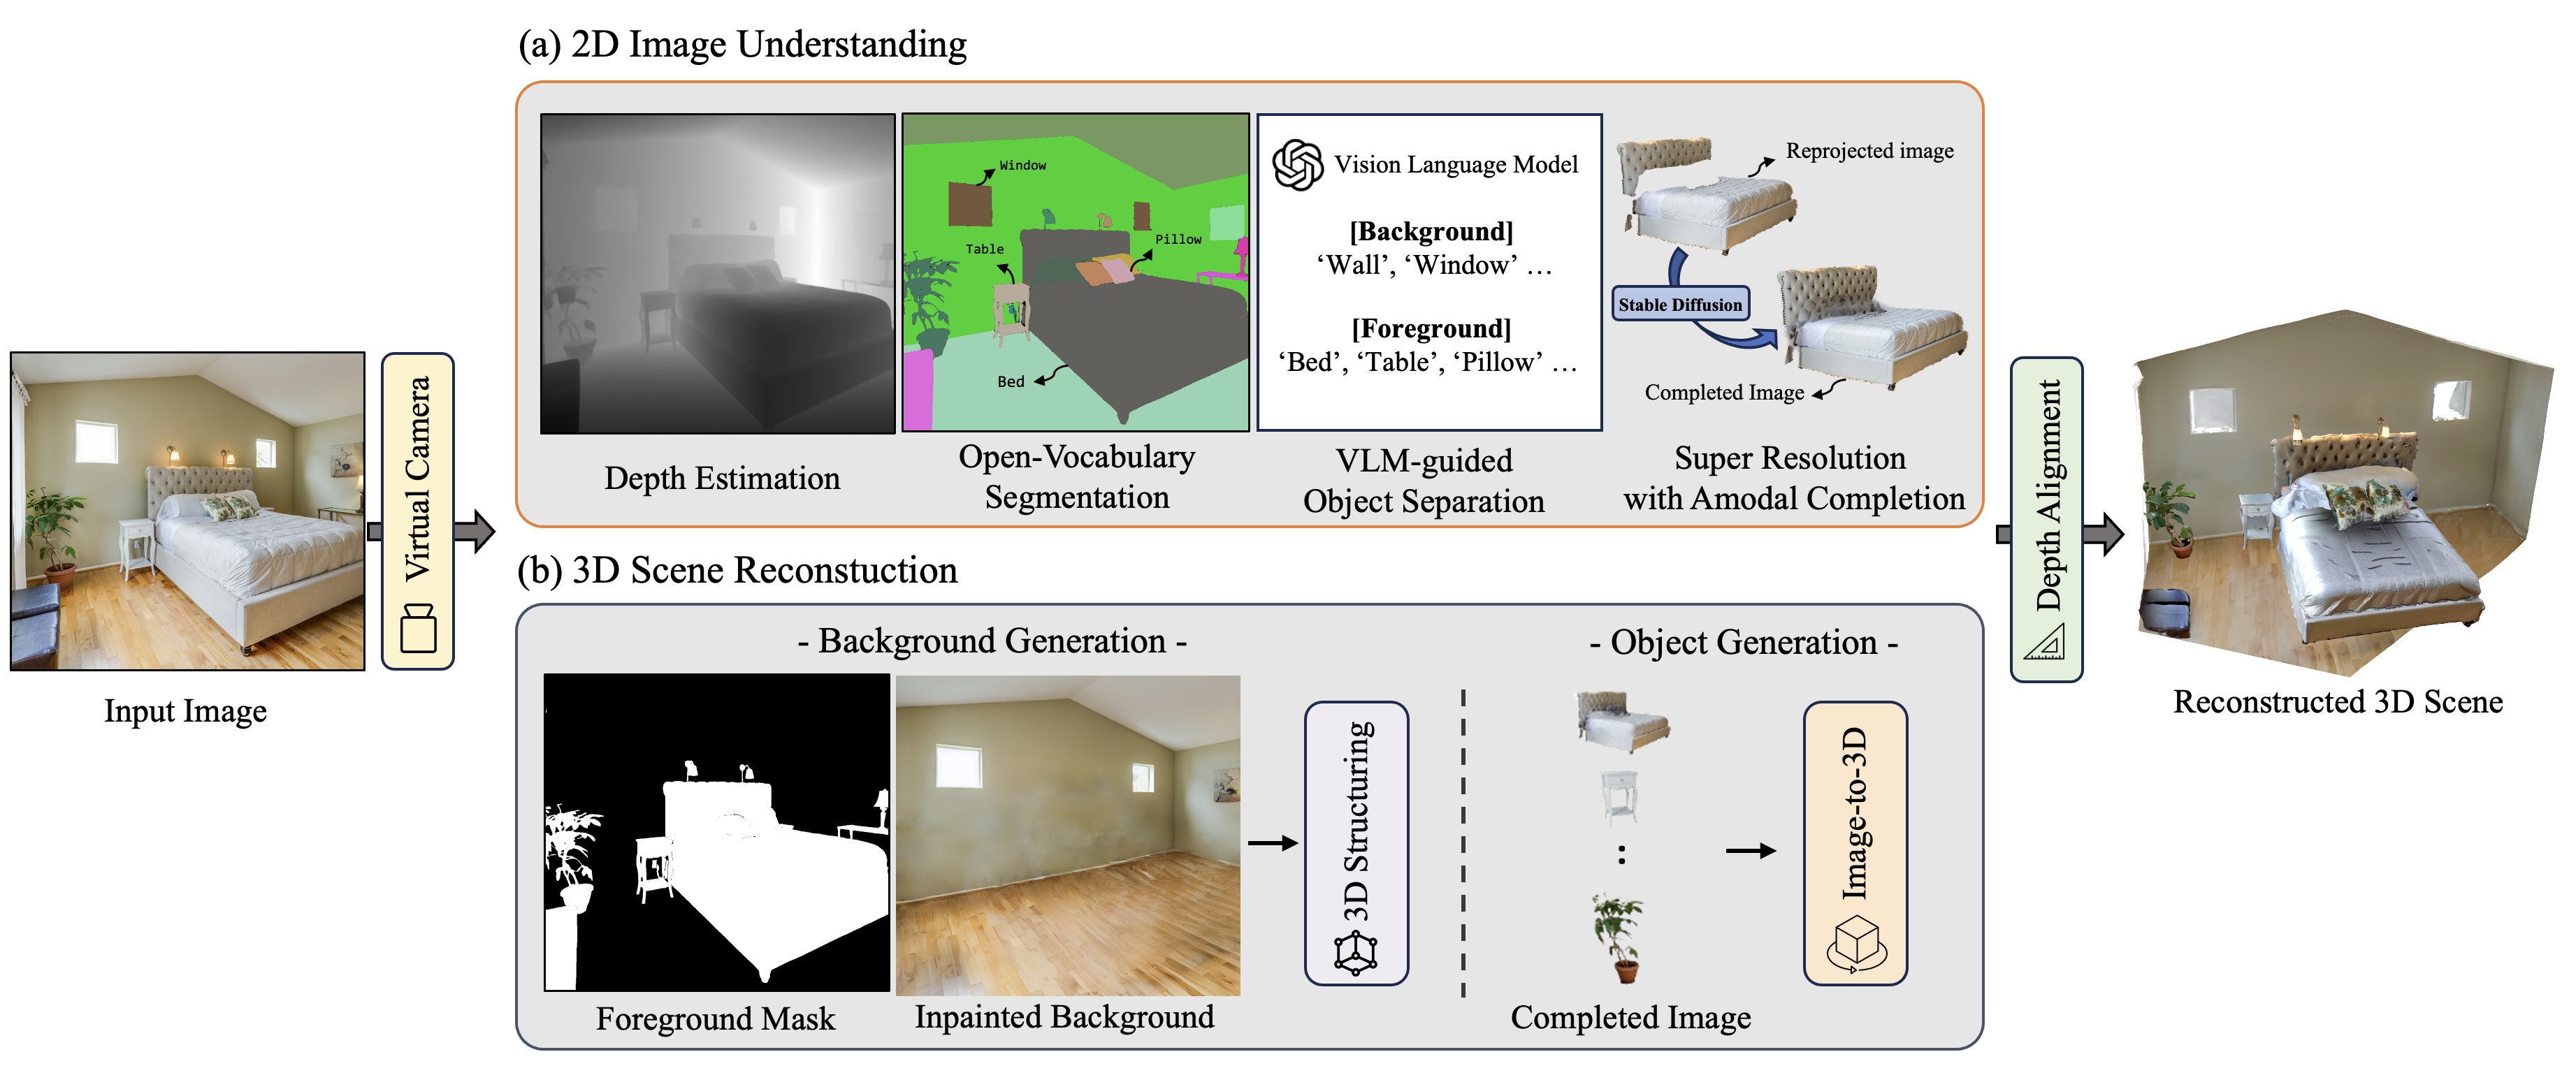 (a) 2D Image Understanding
Window
Table
Pillow
Bed
Vision Language Model
[Background]
‘Wall’, ‘Window’ …
[Foreground]
‘Bed’, ‘Table’, ‘Pillow’ …
Reprojected image
Stable Diffusion
Completed Image
Depth Estimation
Open-Vocabulary
Segmentation
VLM-guided
Object Separation
Super Resolution
with Amodal Completion
Input Image
Virtual Camera
(b) 3D Scene Reconstuction
- Background Generation -
Foreground Mask
Inpainted Background
3D Structuring
- Object Generation -
:
Completed Image
Image-to-3D
Depth Alignment
Reconstructed 3D Scene